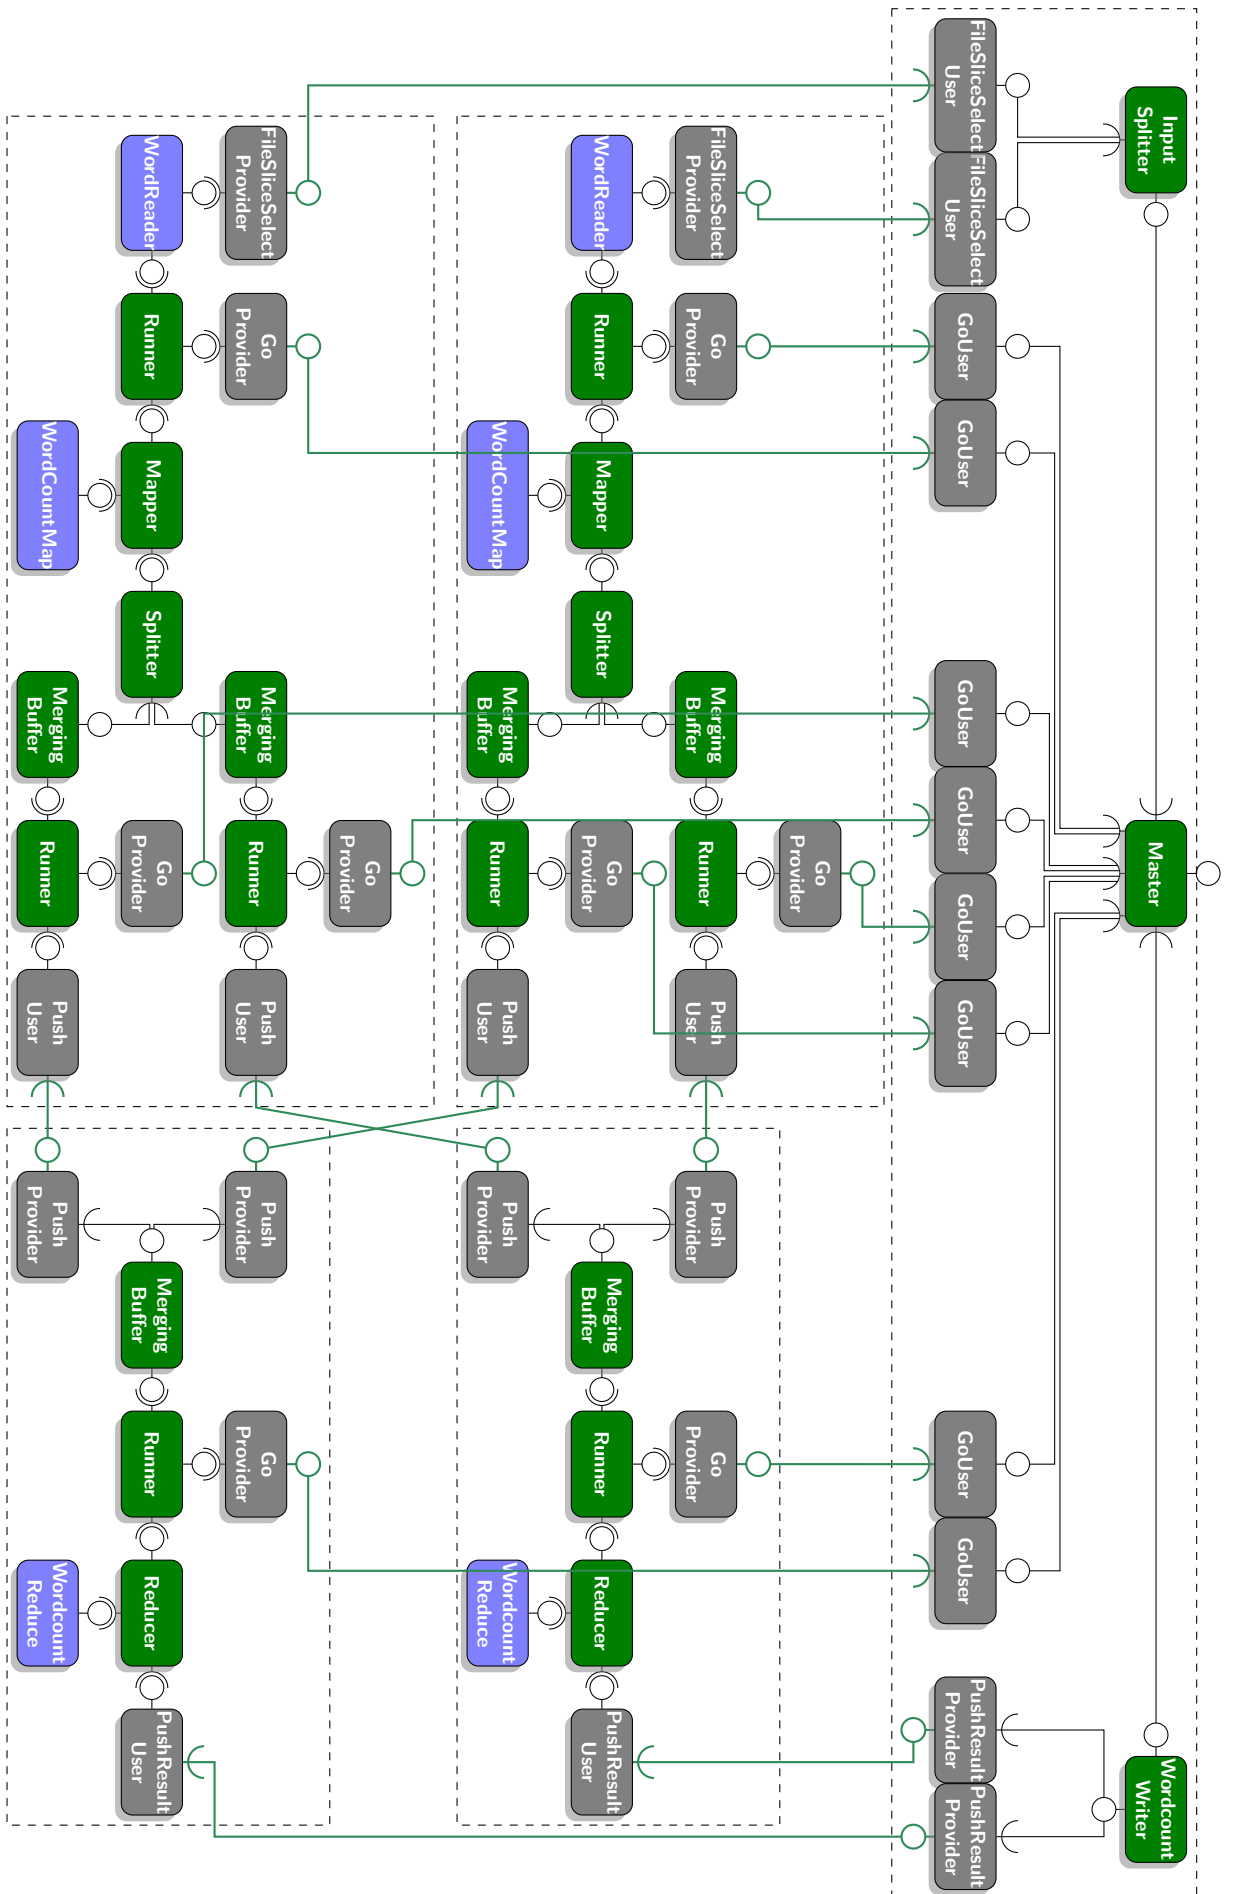 Input
Splitter
Master
Wordcount
Writer
FileSliceSelect
User
FileSliceSelect
User
GoUser
GoUser
GoUser
GoUser
GoUser
GoUser
GoUser
GoUser
PushResult
Provider
PushResult
Provider
Go
Provider
FileSliceSelect
Provider
Go
Provider
Merging
Buffer
Runner
Push
User
Push
Provider
Go
Provider
WordReader
Runner
Mapper
Splitter
Go
Provider
Merging
Buffer
Runner
Reducer
PushResult
User
WordCountMap
Merging
Buffer
Runner
Push
User
Push
Provider
Wordcount
Reduce
Go
Provider
FileSliceSelect
Provider
Go
Provider
Merging
Buffer
Runner
Push
User
Push
Provider
Go
Provider
WordReader
Runner
Mapper
Splitter
Go
Provider
Merging
Buffer
Runner
Reducer
PushResult
User
WordCountMap
Merging
Buffer
Runner
Push
User
Push
Provider
Wordcount
Reduce